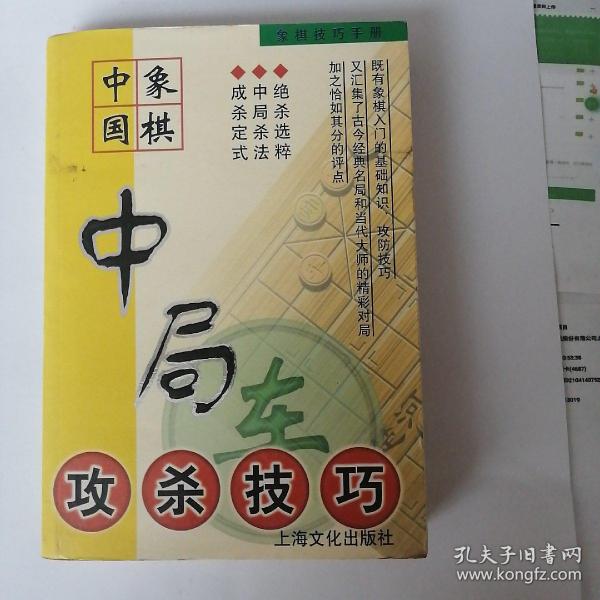 象棋技巧手册
中象
国棋
既有象棋入门的基础知识、攻防技巧
又汇集了古今经典名局和当代大师的精彩对局
加之恰如其分的评点
◆绝杀选粹
◆中局杀法
◆成杀定式
中局
攻杀技巧
上海文化出版社
孔夫子旧书网
www.kongfz.com